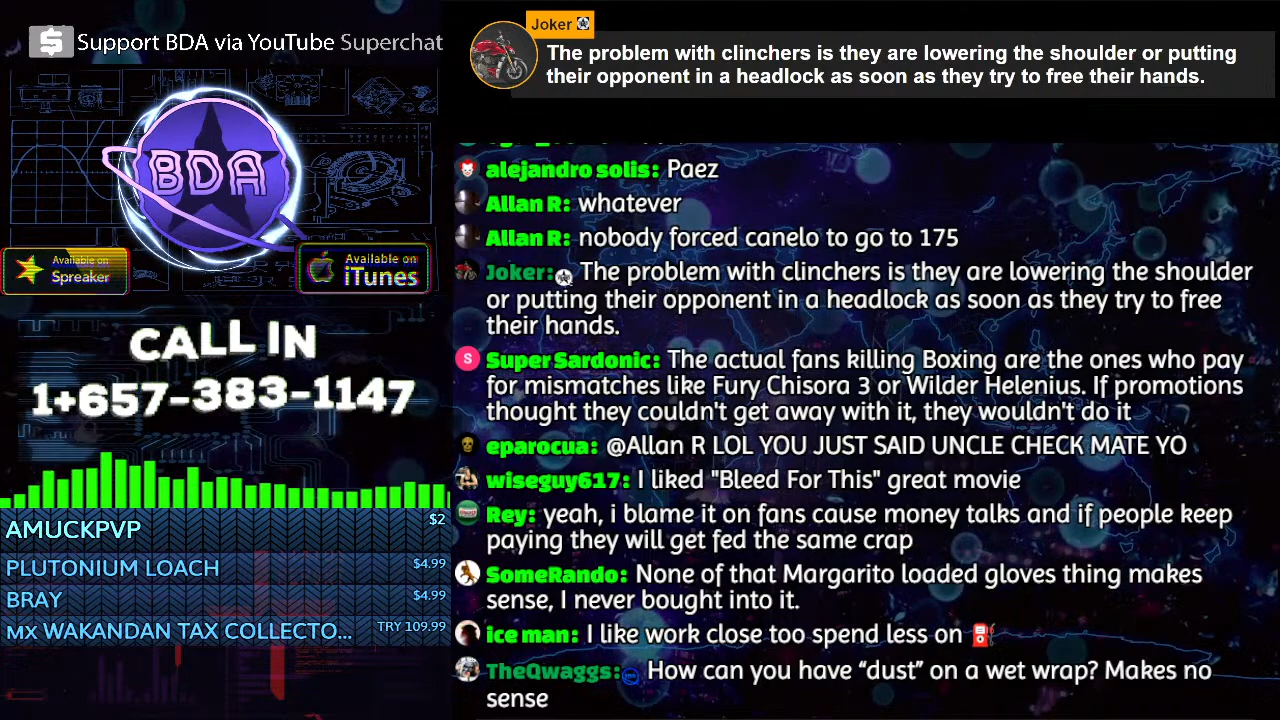 Support BDA via YouTube Superchat
BDA
Available on
Spreaker
Available on
iTunes
CALL IN
1+657-383-1147
AMUCKPVP $2
PLUTONIUM LOACH $4.99
BRAY $4.99
MX WAKANDAN TAX COLLECTO... TRY 109.99
Joker
The problem with clinchers is they are lowering the shoulder or putting
their opponent in a headlock as soon as they try to free their hands.
alejandro solis: Paez
Allan R: whatever
Allan R: nobody forced canelo to go to 175
Joker: The problem with clinchers is they are lowering the shoulder
or putting their opponent in a headlock as soon as they try to free
their hands.
S Super Sardonic: The actual fans killing Boxing are the ones who pay
for mismatches like Fury Chisora 3 or Wilder Helenius. If promotions
thought they couldn't get away with it, they wouldn't do it
eparocua: @Allan R LOL YOU JUST SAID UNCLE CHECK MATE YO
wiseguy617: I liked "Bleed For This" great movie
Rey: yeah, i blame it on fans cause money talks and if people keep
paying they will get fed the same crap
SomeRando: None of that Margarito loaded gloves thing makes
sense, I never bought into it.
ice man: I like work close too spend less on ⛽
TheQwaggs: How can you have “dust” on a wet wrap? Makes no
sense